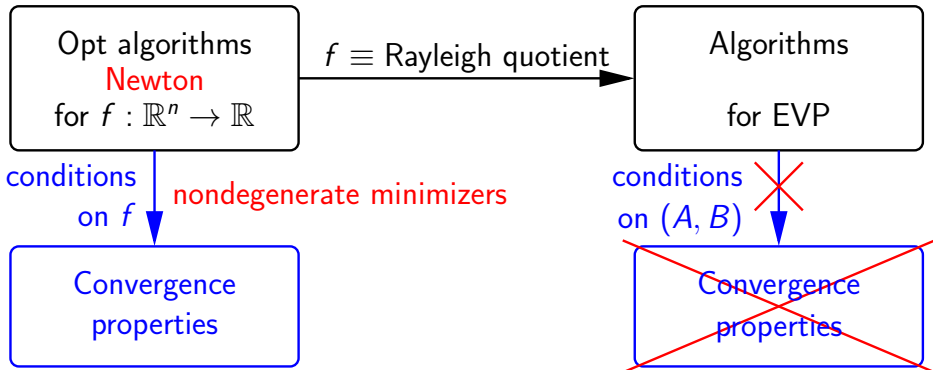 Opt algorithms
Newton
for f : ℝⁿ → ℝ
f ≡ Rayleigh quotient
Algorithms
for EVP
conditions
on f
nondegenerate minimizers
conditions
on (A, B)
Convergence
properties
Convergence
properties